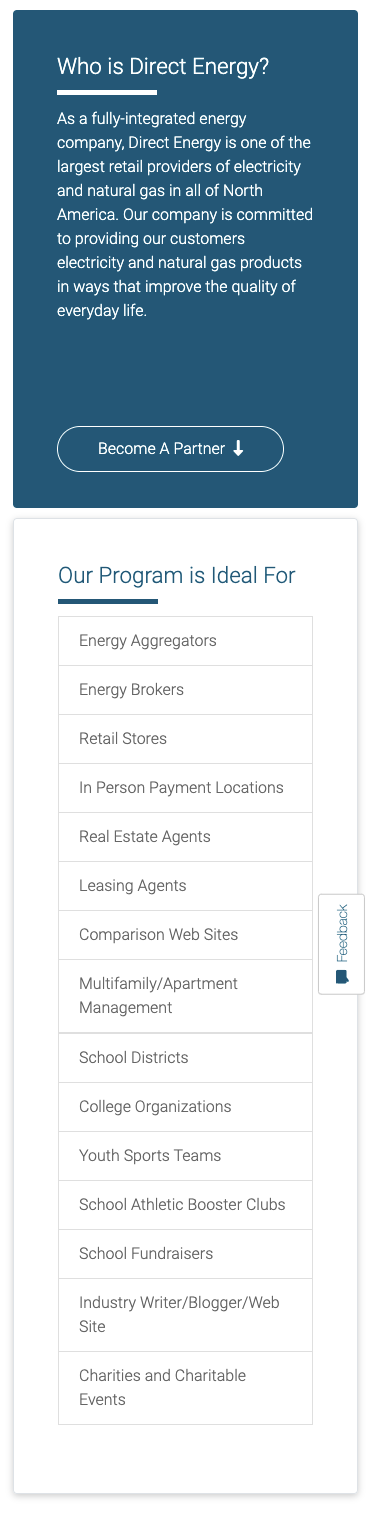 Who is Direct Energy?
As a fully-integrated energy
company, Direct Energy is one of the
largest retail providers of electricity
and natural gas in all of North
America. Our company is committed
to providing our customers
electricity and natural gas products
in ways that improve the quality of
everyday life.
Become A Partner
Our Program is Ideal For
Energy Aggregators
Energy Brokers
Retail Stores
In Person Payment Locations
Real Estate Agents
Leasing Agents
Comparison Web Sites
Multifamily/Apartment
Management
School Districts
College Organizations
Youth Sports Teams
School Athletic Booster Clubs
School Fundraisers
Industry Writer/Blogger/Web
Site
Charities and Charitable
Events
Feedback